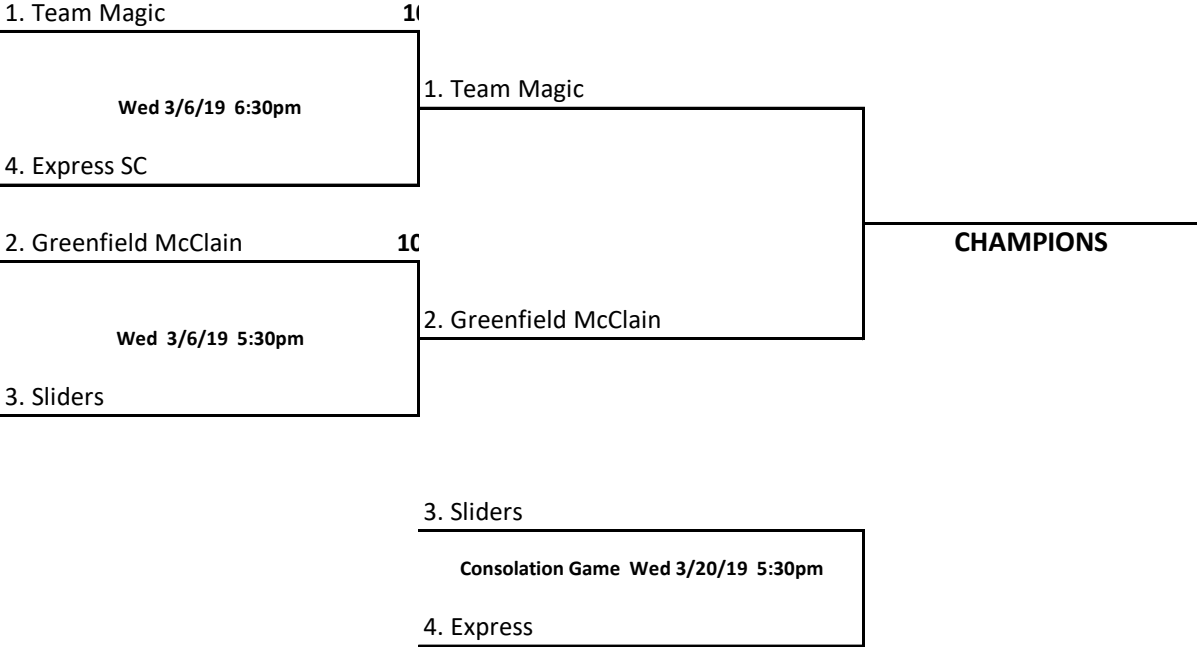 1. Team Magic 10
Wed 3/6/19 6:30pm
1. Team Magic
4. Express SC
2. Greenfield McClain 10
CHAMPIONS
Wed 3/6/19 5:30pm
2. Greenfield McClain
3. Sliders
3. Sliders
Consolation Game Wed 3/20/19 5:30pm
4. Express